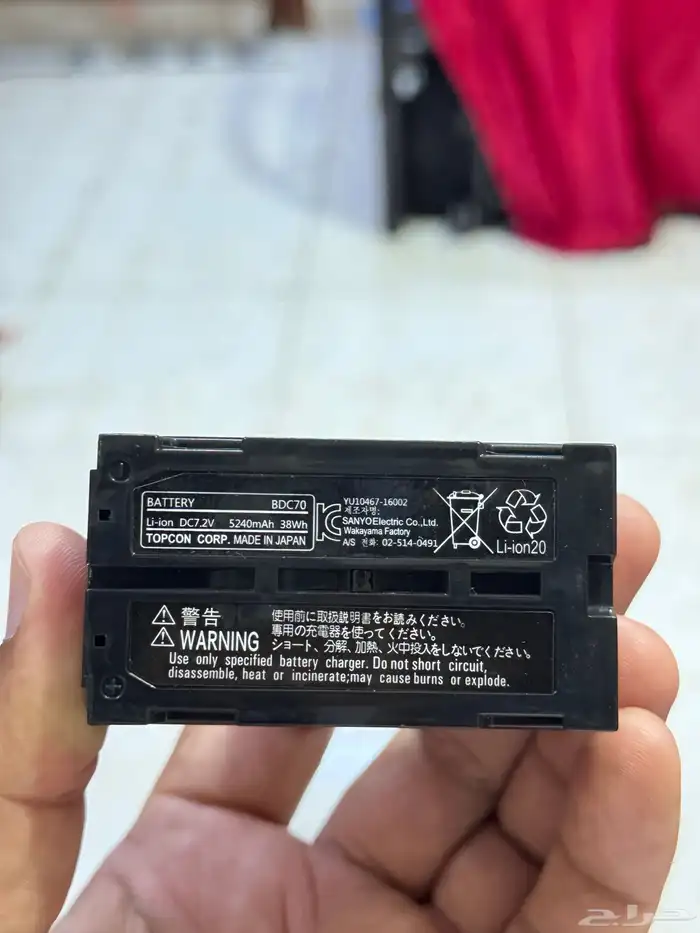 BATTERY BDC70
Li-ion DC7.2V 5240mAh 38Wh
TOPCON CORP. MADE IN JAPAN
YU10467-16002
제조자명:
SANYOElectric Co.,Ltd.
Wakayama Factory
A/S 전화: 02-514-0491
Li-ion20
警告
WARNING
使用前に取扱説明書をお読みください。
専用の充電器を使ってください。
ショート、分解、加熱、火中投入をしないでください。
Use only specified battery charger. Do not short circuit,
disassemble, heat or incinerate;may cause burns or explode.
حراج